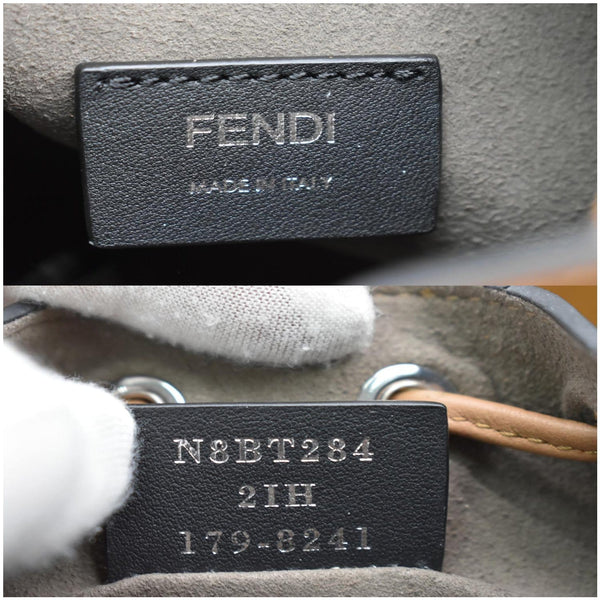 FENDI
MADE IN ITALY
N8BT284
2IH
179-8241